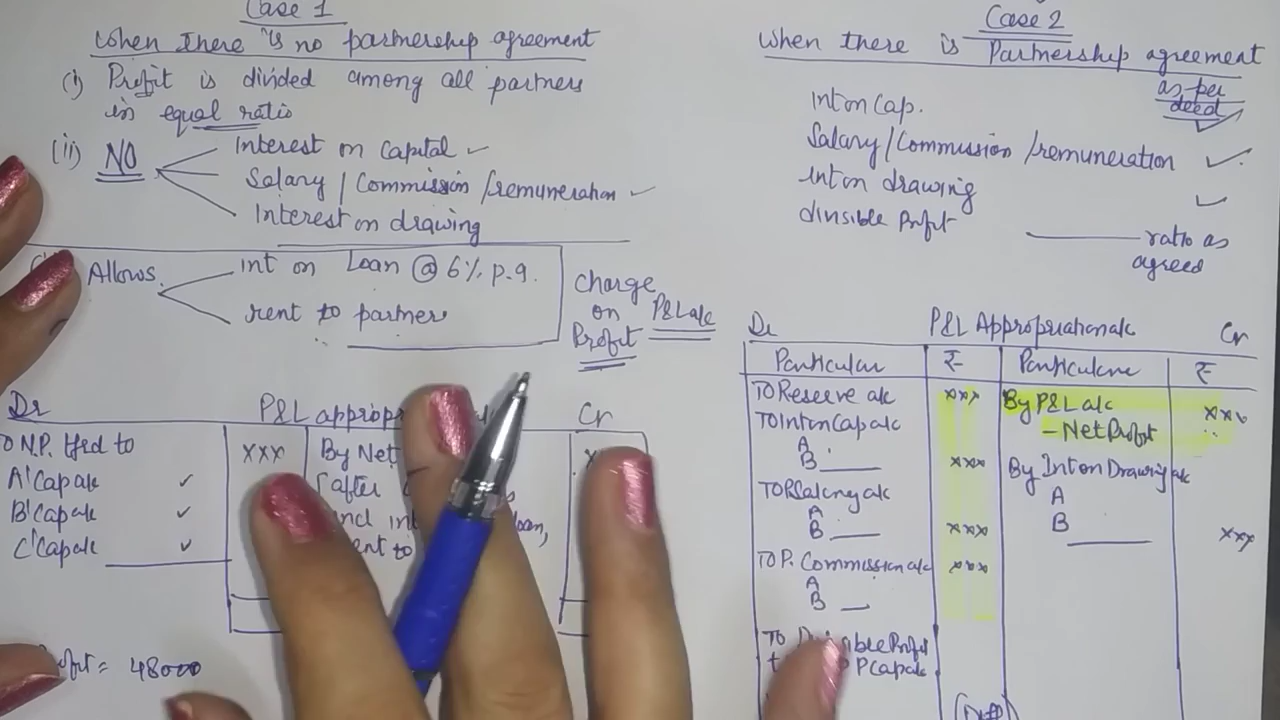 Case 1
When there is no partnership agreement
(i) Profit is divided among all partners
in equal ratio
(ii) NO
Interest on Capital ✓
Salary / Commission / remuneration ✓
Interest on drawing
Allows.
int on Loan @ 6% p.a.
rent to partner
Charge
on
Profit
P&L a/c
Dr
P&L approp
Cr
To N.P. tfed to
A'Cap a/c ✓
B'Cap a/c ✓
C'Cap a/c ✓
xxx
By Net
(after
and int
loan,
ent to
= 48000
Case 2
When there is Partnership agreement
as per
deed
Int on Cap. ✓
Salary / Commission / remuneration ✓
Int on drawing ✓
divisible Profit
ratio as
agreed
Dr
P&L Appropriation a/c
Cr
Particular
₹
Particulars
₹
To Reserve a/c xxx
To Int on Cap a/c
A
B xxx
To P. Salary a/c
A
B xxx
To P. Commission a/c xxx
A
B
To
Profit
P Cap a/c
By P&L a/c xxx
- Net Profit
By Int on Drawing a/c
A
B
xxx